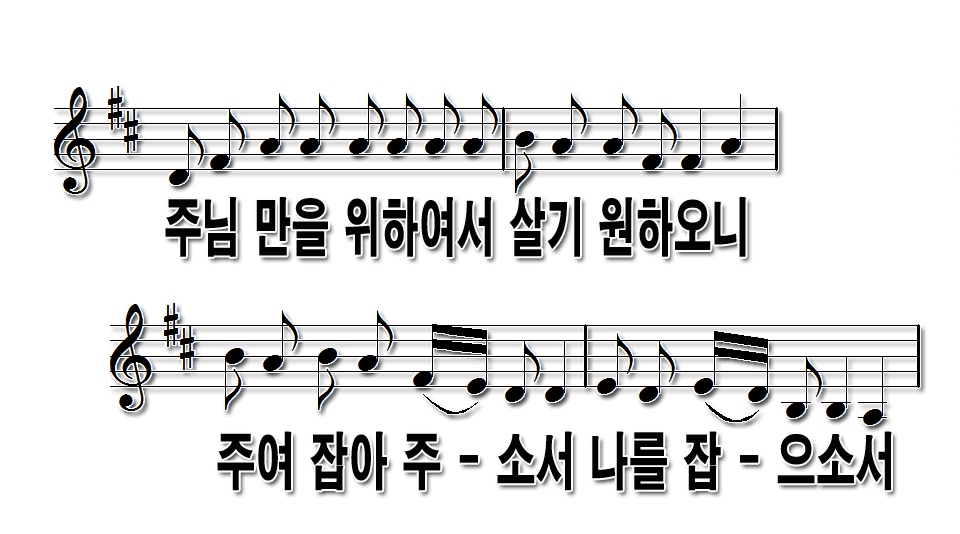 주님 만을 위하여서 살기 원하오니
주여 잡아 주 - 소서 나를 잡 - 으소서